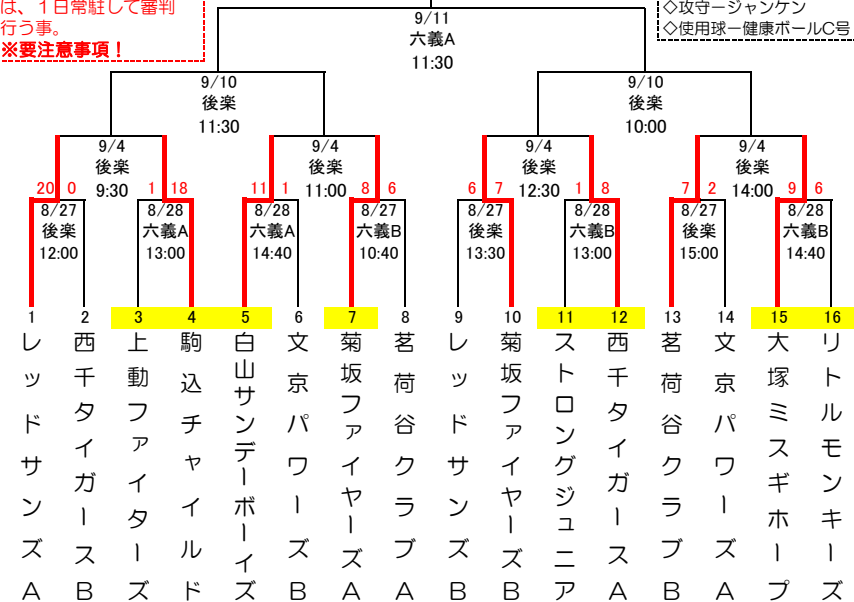 は、1日常駐して審判
行う事。
※要注意事項！
◇攻守ージャンケン
◇使用球ー健康ボールC号
9/11
六義A
11:30
9/10
後楽
11:30
9/10
後楽
10:00
9/4
後楽
9:30
9/4
後楽
11:00
9/4
後楽
12:30
9/4
後楽
14:00
20 0
1 18
11 1
8 6
6 7
1 8
7 2
9 6
8/27
後楽
12:00
8/28
六義A
13:00
8/28
六義A
14:40
8/27
六義B
10:40
8/27
後楽
13:30
8/28
六義B
13:00
8/27
後楽
15:00
8/28
六義B
14:40
1 2 3 4 5 6 7 8 9 10 11 12 13 14 15 16
レッドサンズA
西千タイガースB
上動ファイターズ
駒込チャイルド
白山サンデーボーイズ
文京パワーズB
菊坂ファイヤーズA
茗荷谷クラブA
レッドサンズB
菊坂ファイヤーズB
ストロングジュニア
西千タイガースA
茗荷谷クラブB
文京パワーズA
大塚ミスギホープ
リトルモンキーズ